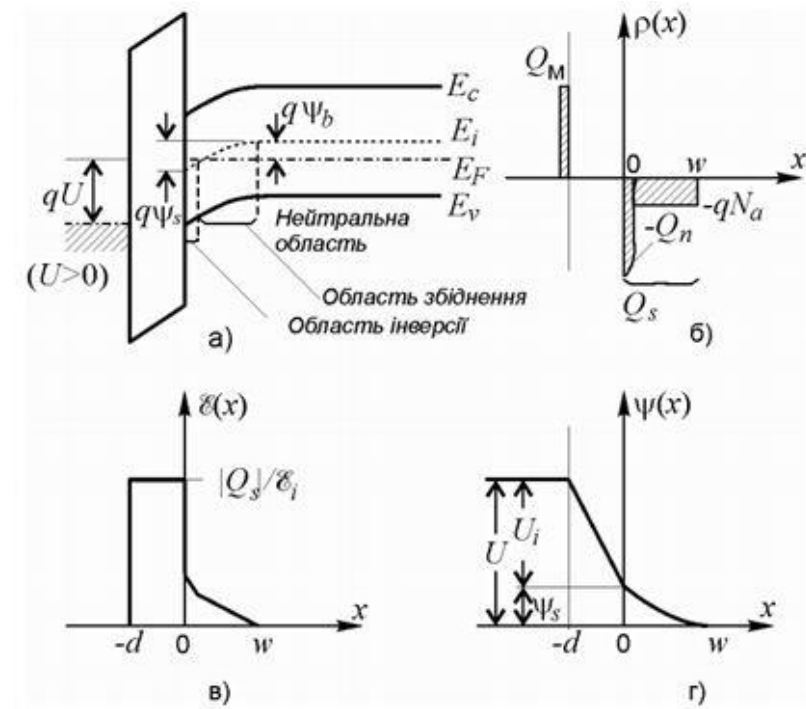 E_c
qψ_b
E_i
E_F
qU
qψ_s
E_v
Нейтральна
область
(U>0)
Область збіднення
Область інверсії
а)
ρ(x)
Q_м
0
w
x
-qN_a
-Q_n
Q_s
б)
ℰ(x)
|Q_s|/ℰ_i
x
-d
0
w
в)
ψ(x)
U_i
U
ψ_s
x
-d
0
w
г)